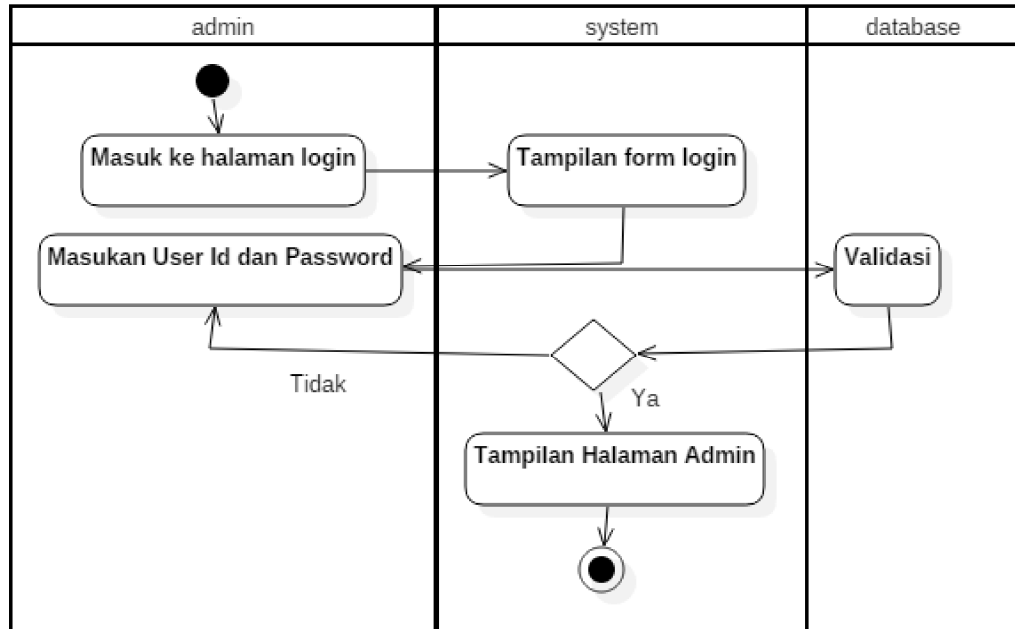 admin
system
database
Masuk ke halaman login
Tampilan form login
Masukan User Id dan Password
Validasi
Tidak
Ya
Tampilan Halaman Admin